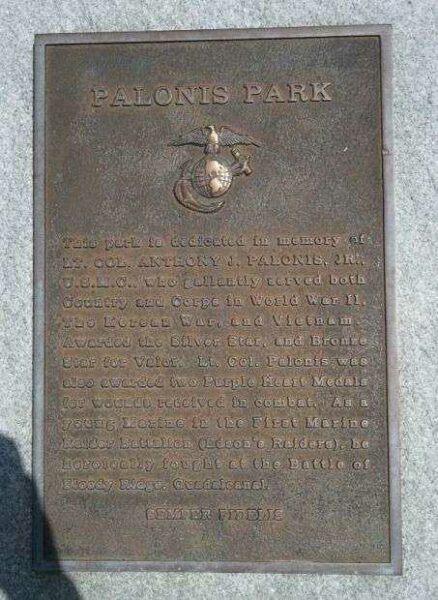 PALONIS PARK
This park is dedicated in memory of
LT. COL. ANTHONY J. PALONIS, JR.,
U.S.M.C., who gallantly served both
Country and Corps in World War II,
The Korean War, and Vietnam.
Awarded the Silver Star, and Bronze
Star for Valor. Lt. Col. Palonis was
also awarded two Purple Heart Medals
for wounds received in combat. As a
young Marine in the First Marine
Raider Battalion (Edson's Raiders), he
heroically fought at the Battle of
Bloody Ridge, Guadalcanal.
SEMPER FIDELIS